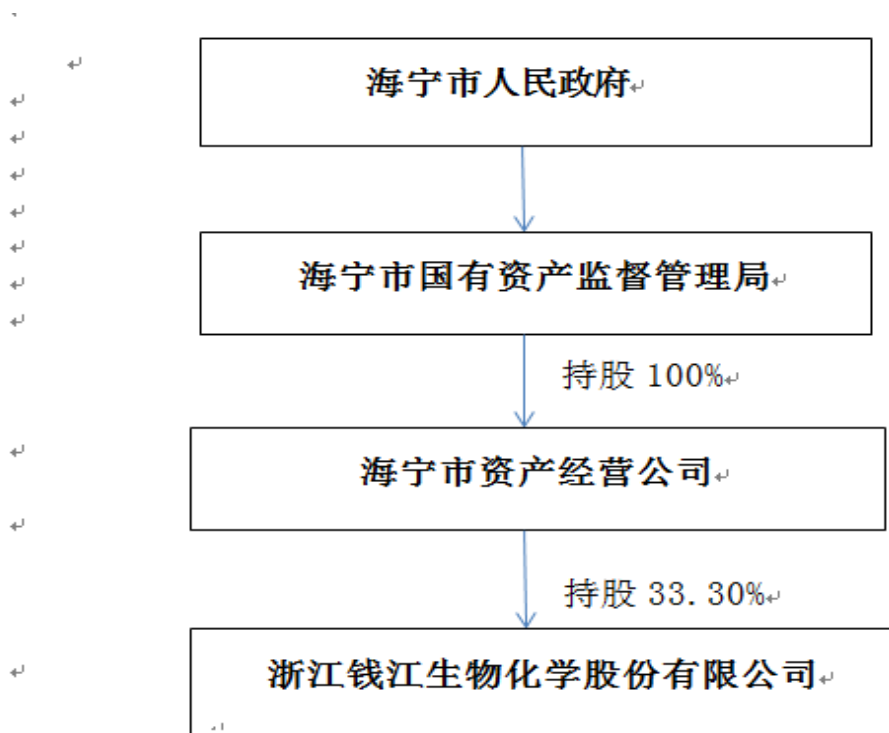 海宁市人民政府
海宁市国有资产监督管理局
持股 100%
海宁市资产经营公司
持股 33.30%
浙江钱江生物化学股份有限公司